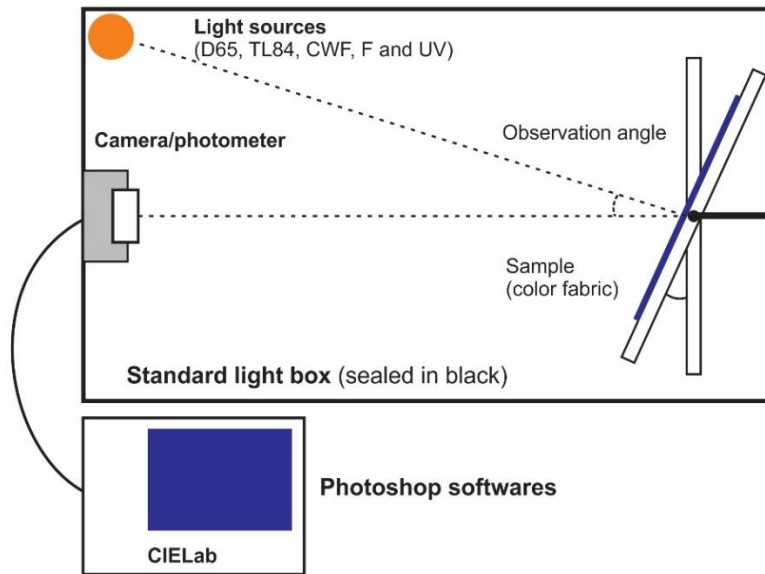 Light sources
(D65, TL84, CWF, F and UV)
Camera/photometer
Observation angle
Sample
(color fabric)
Standard light box (sealed in black)
Photoshop softwares
CIELab